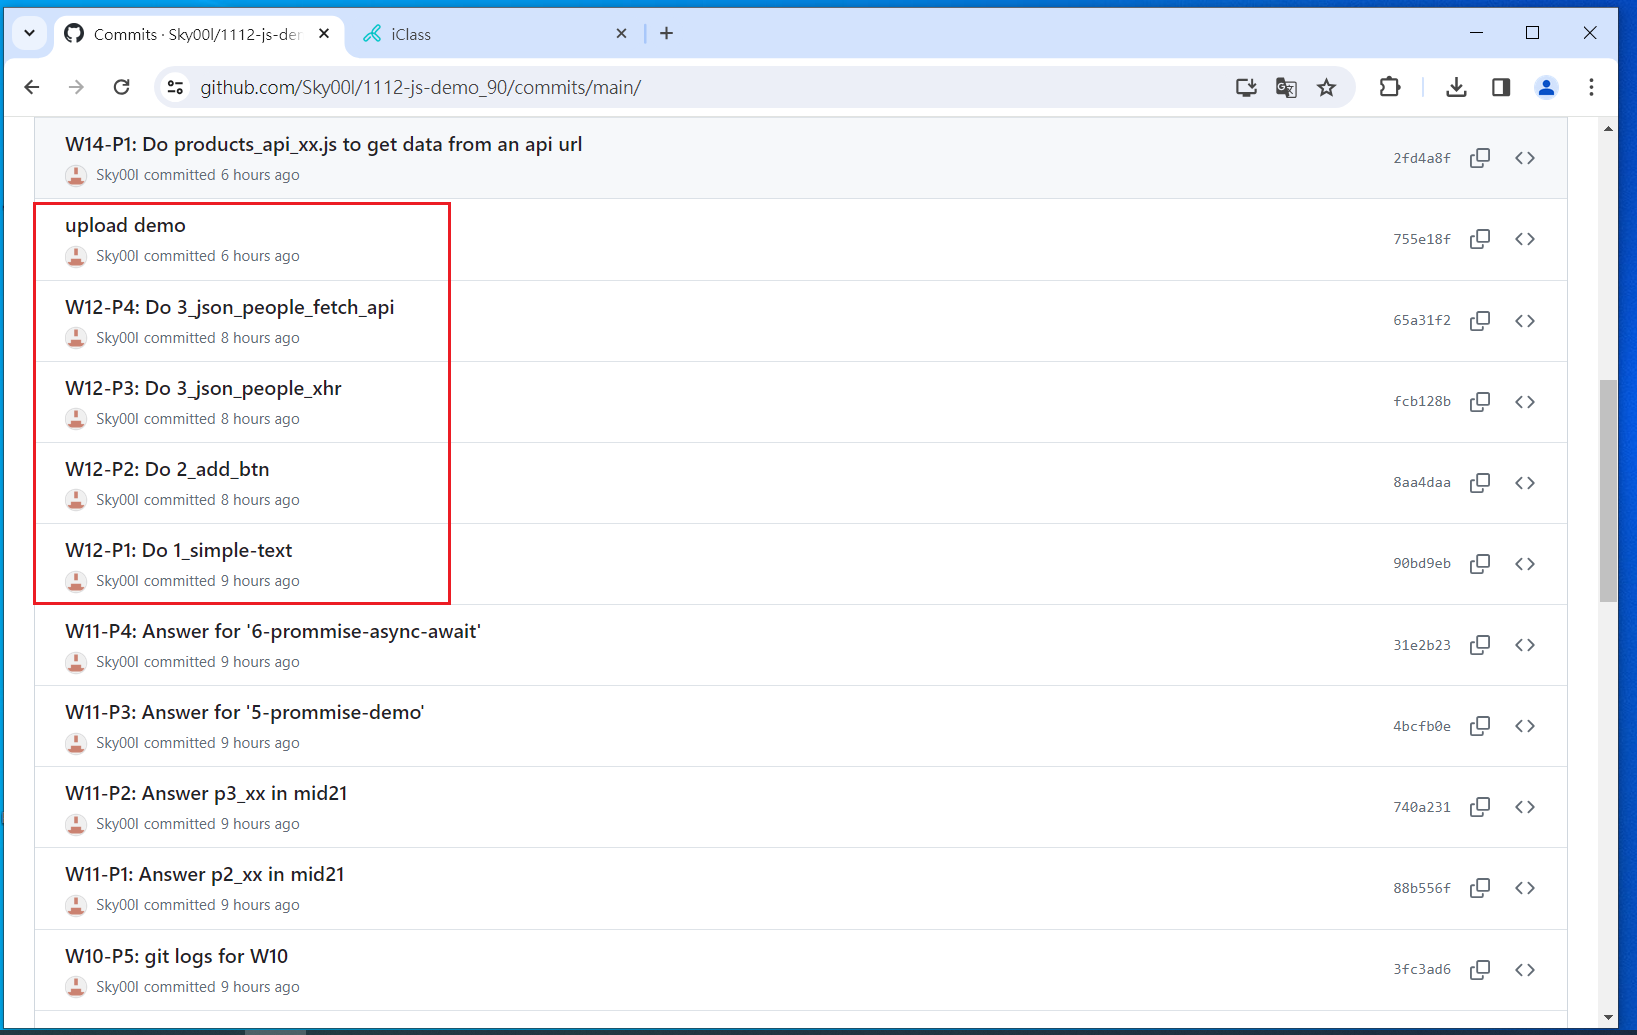 Commits · Sky00l/1112-js-den
iClass
github.com/Sky00l/1112-js-demo_90/commits/main/
W14-P1: Do products_api_xx.js to get data from an api url
Sky00l committed 6 hours ago
2fd4a8f
upload demo
Sky00l committed 6 hours ago
755e18f
W12-P4: Do 3_json_people_fetch_api
Sky00l committed 8 hours ago
65a31f2
W12-P3: Do 3_json_people_xhr
Sky00l committed 8 hours ago
fcb128b
W12-P2: Do 2_add_btn
Sky00l committed 8 hours ago
8aa4daa
W12-P1: Do 1_simple-text
Sky00l committed 9 hours ago
90bd9eb
W11-P4: Answer for '6-prommise-async-await'
Sky00l committed 9 hours ago
31e2b23
W11-P3: Answer for '5-prommise-demo'
Sky00l committed 9 hours ago
4bcfb0e
W11-P2: Answer p3_xx in mid21
Sky00l committed 9 hours ago
740a231
W11-P1: Answer p2_xx in mid21
Sky00l committed 9 hours ago
88b556f
W10-P5: git logs for W10
Sky00l committed 9 hours ago
3fc3ad6